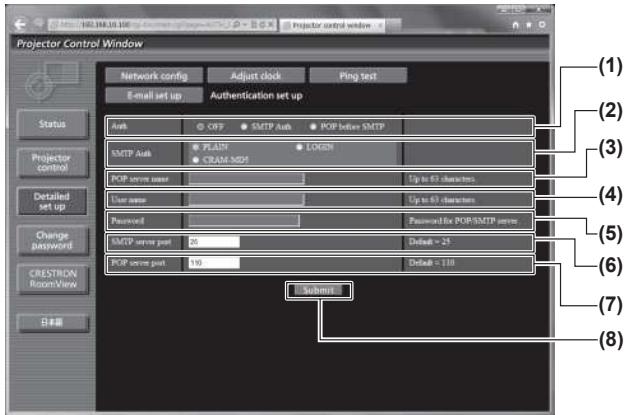 Projector control window
Projector Control Window
Network config
Adjust clock
Ping test
E-mail set up
Authentication set up
Status
Projector control
Detailed set up
Change password
CRESTRON RoomView
日本語
Auth
OFF
SMTP Auth
POP before SMTP
SMTP Auth
PLAIN
LOGIN
CRAM-MD5
POP server name
Up to 63 characters.
User name
Up to 63 characters.
Password
Password for POP/SMTP server.
SMTP server port
Default = 25
POP server port
110
Default = 110
Submit
(1)
(2)
(3)
(4)
(5)
(6)
(7)
(8)